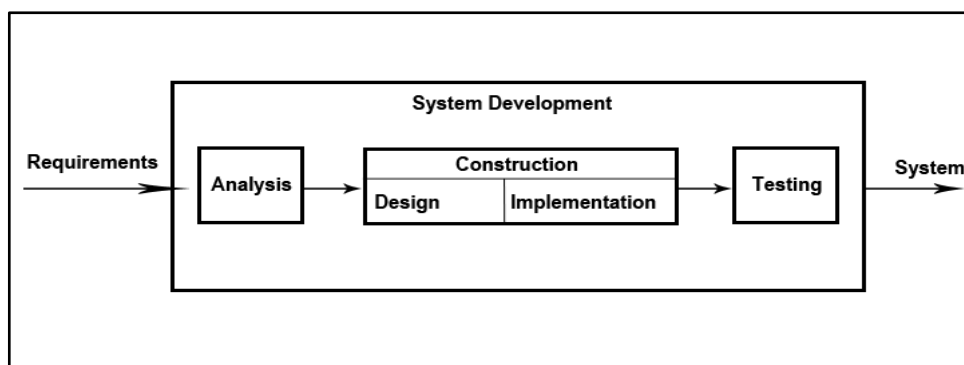 System Development
Requirements
Analysis
Construction
Design
Implementation
Testing
System